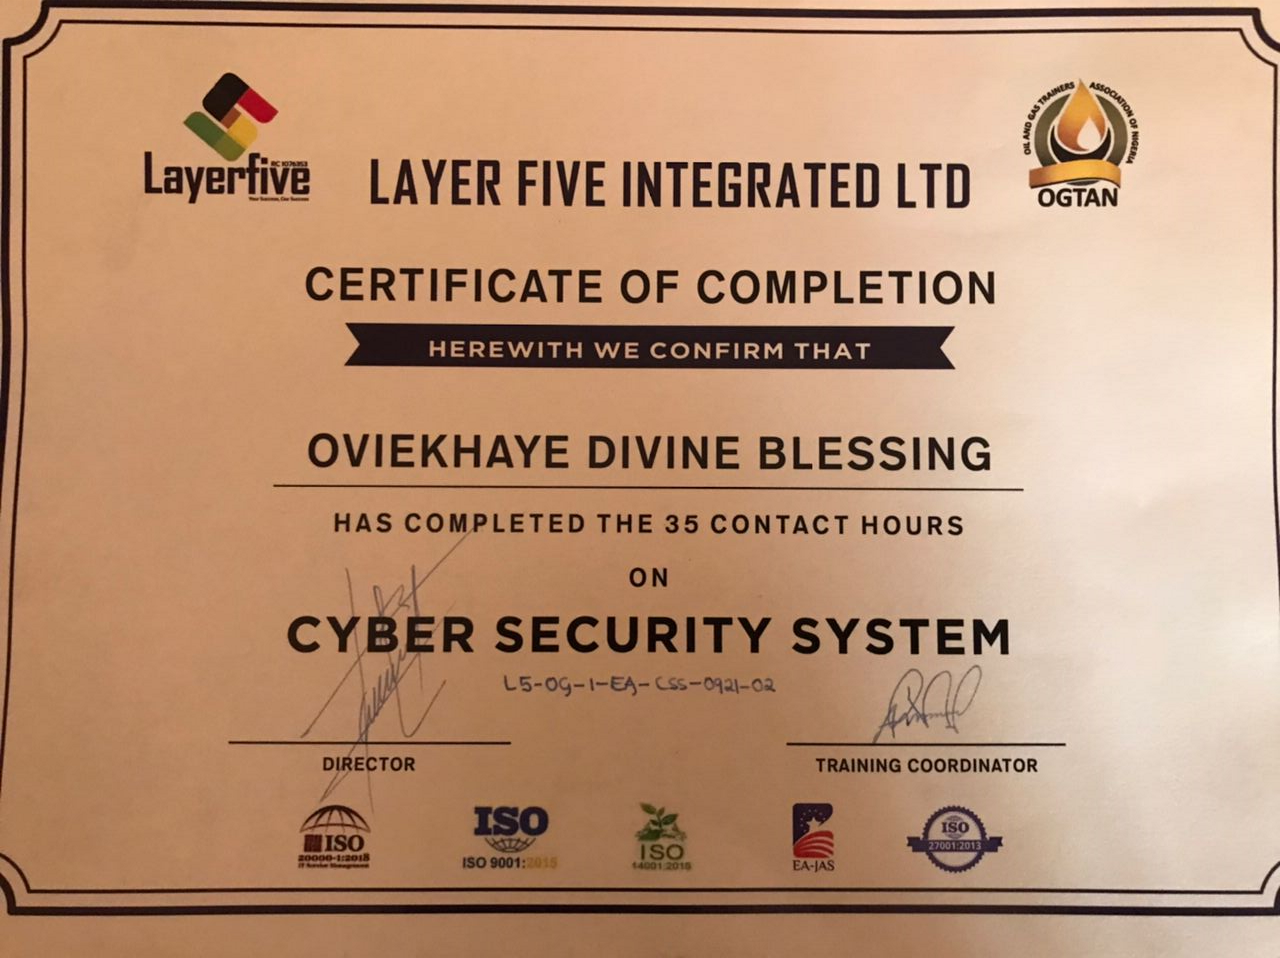 RC 1076353
Layerfive
Your Success, Our Success
LAYER FIVE INTEGRATED LTD
OIL AND GAS TRAINERS ASSOCIATION OF NIGERIA
OGTAN
CERTIFICATE OF COMPLETION
HEREWITH WE CONFIRM THAT
OVIEKHAYE DIVINE BLESSING
HAS COMPLETED THE 35 CONTACT HOURS
ON
CYBER SECURITY SYSTEM
L5-OG-1-EA-CSS-0921-02
DIRECTOR
TRAINING COORDINATOR
ISO
20000-1:2018
IT Service Management
ISO
ISO 9001:2015
ISO
14001:2015
EA-JAS
ISO
27001:2013